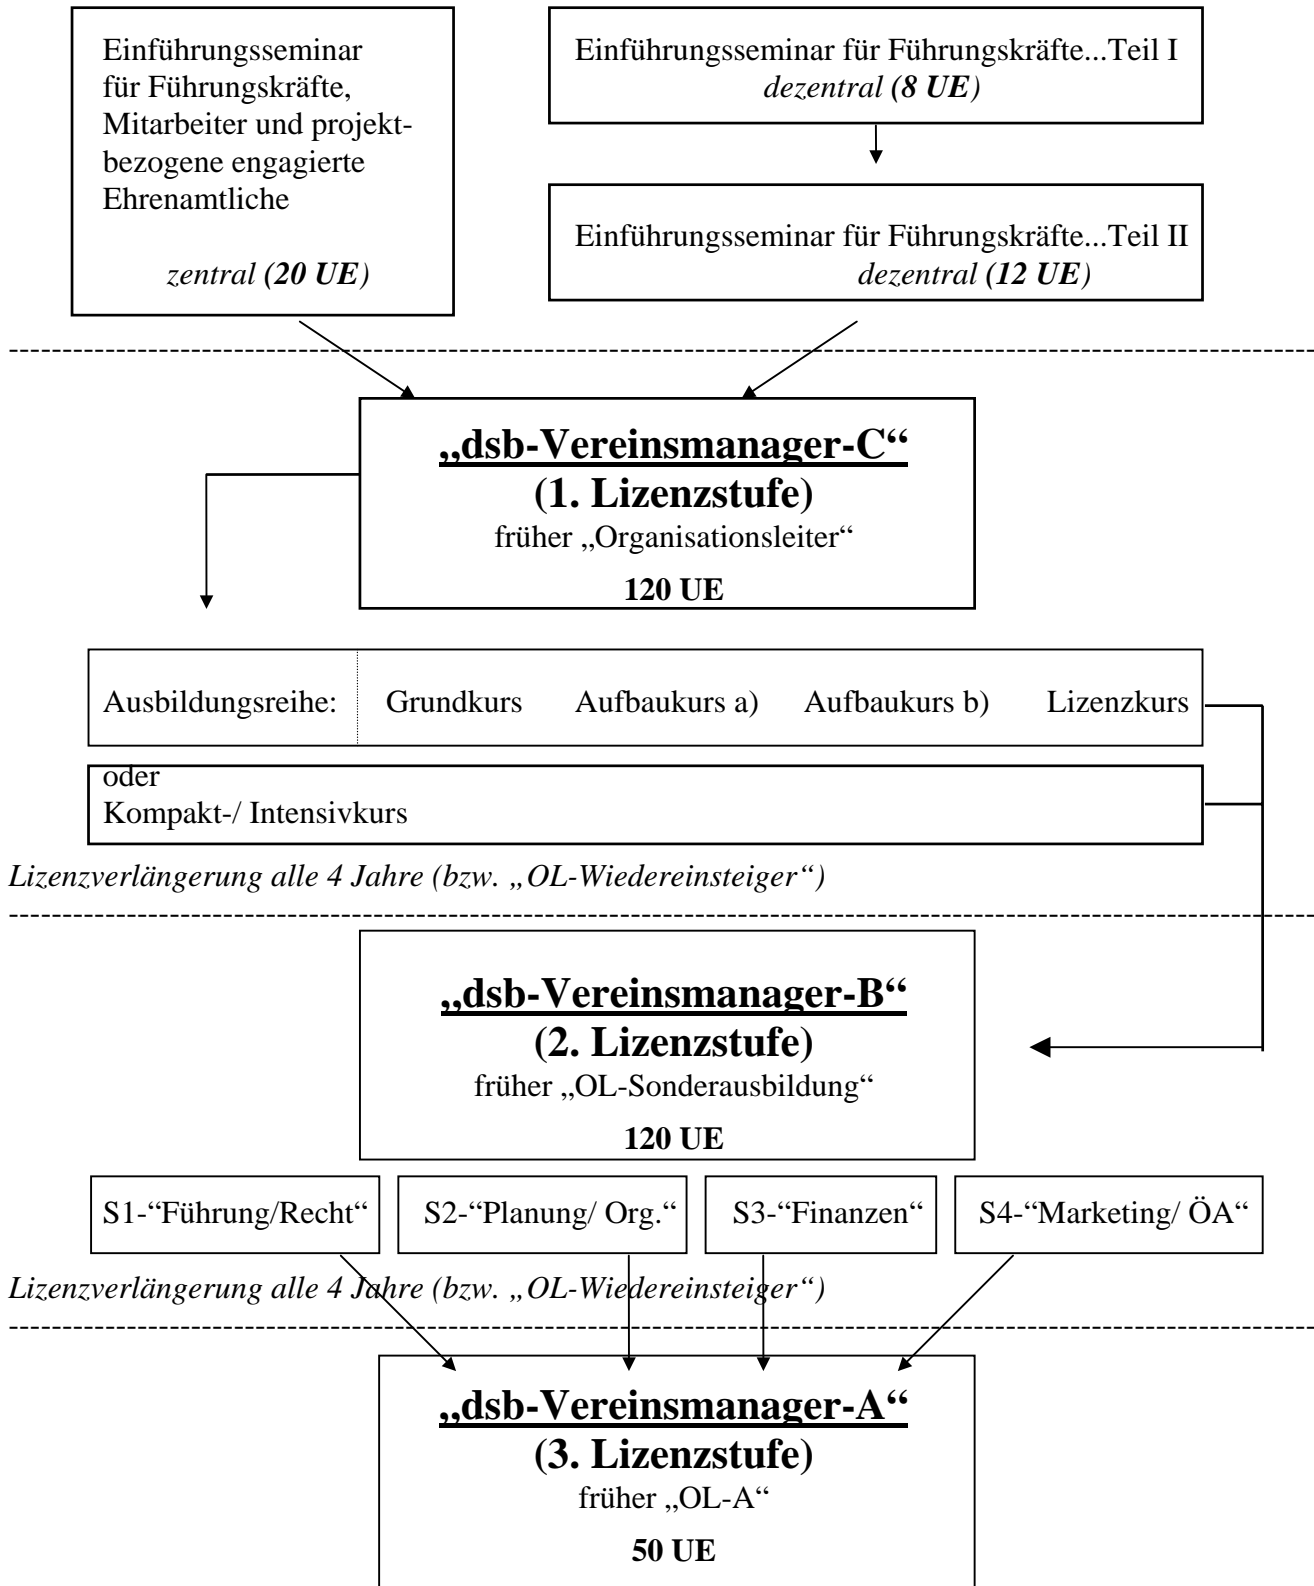 Einführungsseminar
für Führungskräfte,
Mitarbeiter und projekt-
bezogene engagierte
Ehrenamtliche
zentral (20 UE)
Einführungsseminar für Führungskräfte...Teil I
dezentral (8 UE)
Einführungsseminar für Führungskräfte...Teil II
dezentral (12 UE)
„dsb-Vereinsmanager-C“
(1. Lizenzstufe)
früher „Organisationsleiter“
120 UE
Ausbildungsreihe: Grundkurs Aufbaukurs a) Aufbaukurs b) Lizenzkurs
oder
Kompakt-/ Intensivkurs
Lizenzverlängerung alle 4 Jahre (bzw. „OL-Wiedereinsteiger“)
„dsb-Vereinsmanager-B“
(2. Lizenzstufe)
früher „OL-Sonderausbildung“
120 UE
S1-“Führung/Recht“ S2-“Planung/ Org.“ S3-“Finanzen“ S4-“Marketing/ ÖA“
Lizenzverlängerung alle 4 Jahre (bzw. „OL-Wiedereinsteiger“)
„dsb-Vereinsmanager-A“
(3. Lizenzstufe)
früher „OL-A“
50 UE